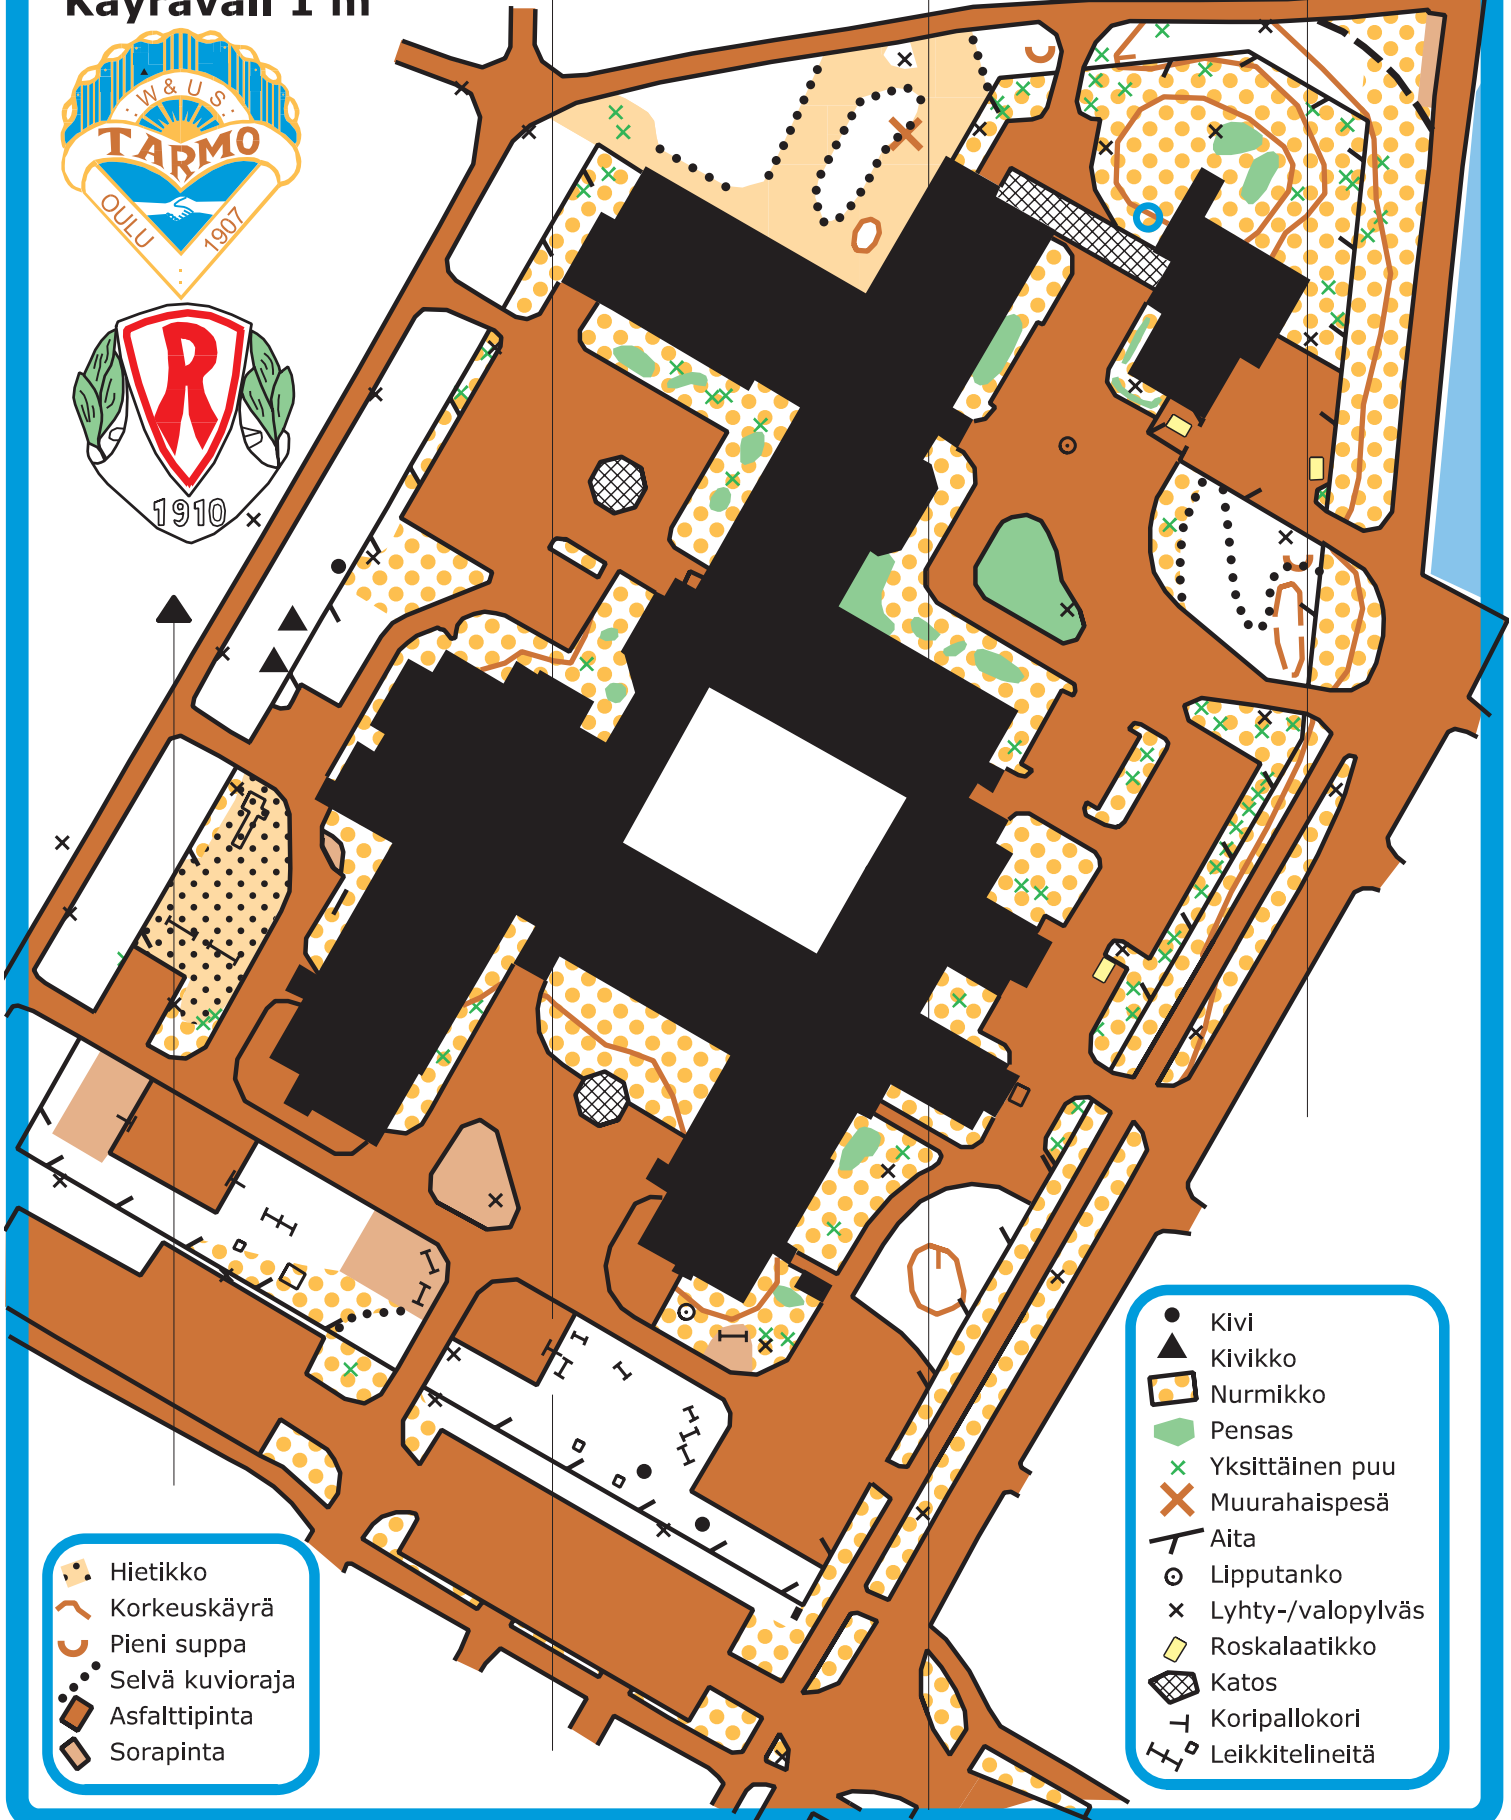 Käyräväli 1 m
W & U S
TARMO
OULU 1907
R
1910
Kivi
Kivikko
Nurmikko
Pensas
Yksittäinen puu
Muurahaispesä
Aita
Lipputanko
Lyhty-/valopylväs
Roskalaatikko
Katos
Koripallokori
Leikkitelineitä
Hietikko
Korkeuskäyrä
Pieni suppa
Selvä kuvioraja
Asfalttipinta
Sorapinta